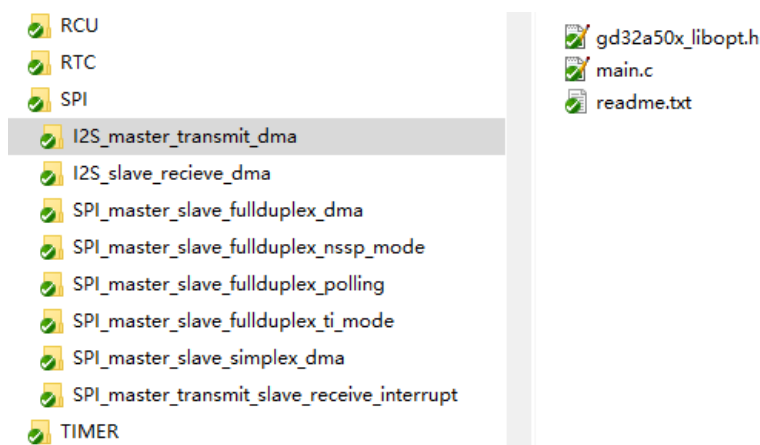 RCU
RTC
SPI
I2S_master_transmit_dma
I2S_slave_recieve_dma
SPI_master_slave_fullduplex_dma
SPI_master_slave_fullduplex_nssp_mode
SPI_master_slave_fullduplex_polling
SPI_master_slave_fullduplex_ti_mode
SPI_master_slave_simplex_dma
SPI_master_transmit_slave_receive_interrupt
TIMER
gd32a50x_libopt.h
main.c
readme.txt